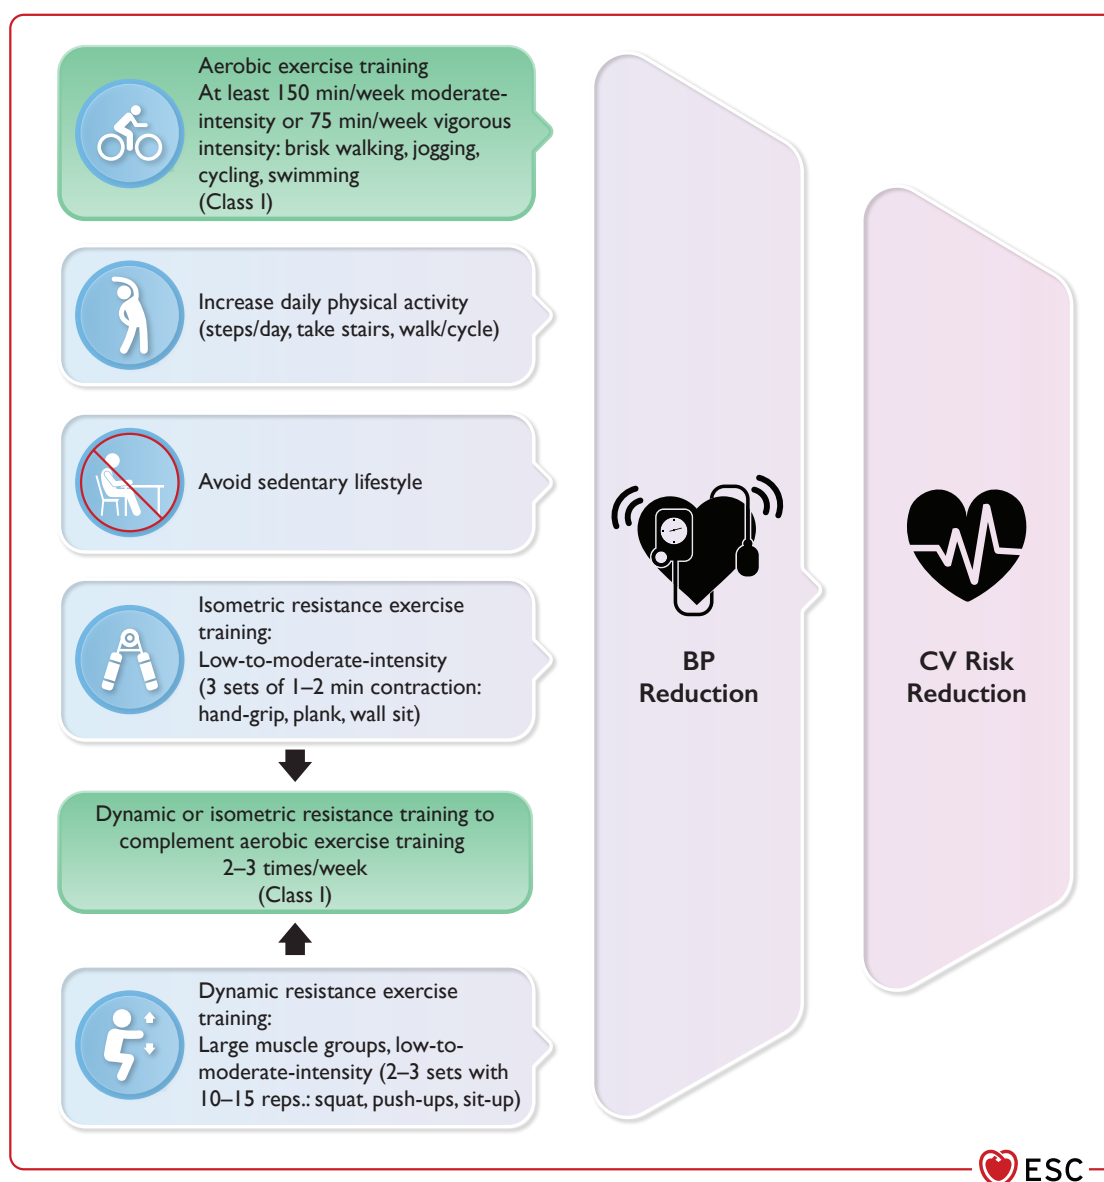 Aerobic exercise training
At least 150 min/week moderate-
intensity or 75 min/week vigorous
intensity: brisk walking, jogging,
cycling, swimming
(Class I)
Increase daily physical activity
(steps/day, take stairs, walk/cycle)
Avoid sedentary lifestyle
Isometric resistance exercise
training:
Low-to-moderate-intensity
(3 sets of 1–2 min contraction:
hand-grip, plank, wall sit)
Dynamic or isometric resistance training to
complement aerobic exercise training
2–3 times/week
(Class I)
Dynamic resistance exercise
training:
Large muscle groups, low-to-
moderate-intensity (2–3 sets with
10–15 reps.: squat, push-ups, sit-up)
BP
Reduction
CV Risk
Reduction
ESC